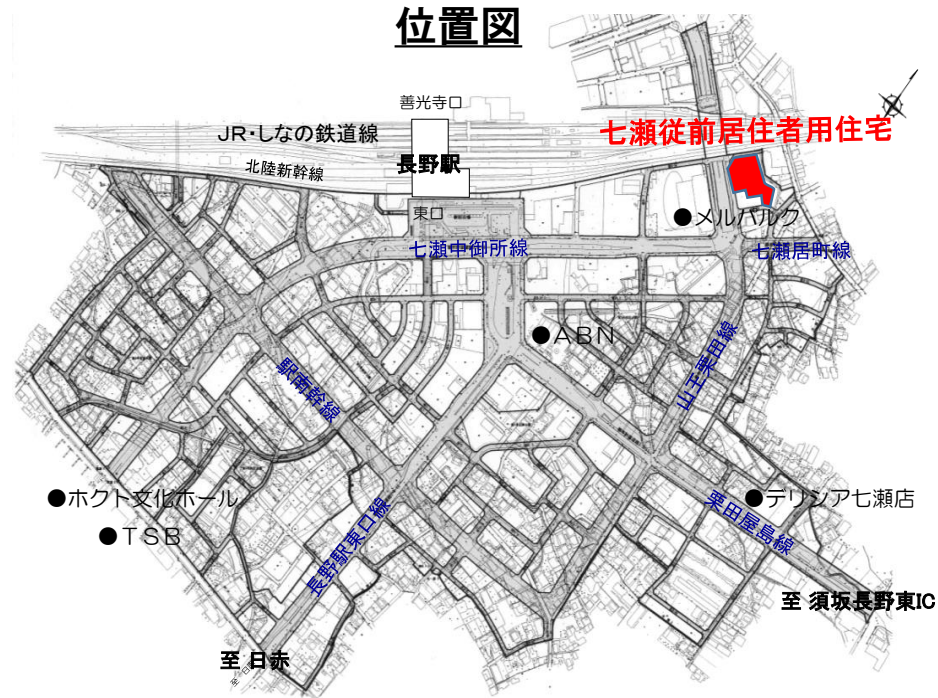 位置図
善光寺口
JR・しなの鉄道線
七瀬従前居住者用住宅
北陸新幹線
長野駅
東口
●メルパルク
七瀬中御所線
七瀬居町線
●ABN
山王栗田線
駅南幹線
●ホクト文化ホール
●デリシア七瀬店
栗田屋島線
●TSB
長野駅東口線
至 須坂長野東IC
至 日赤